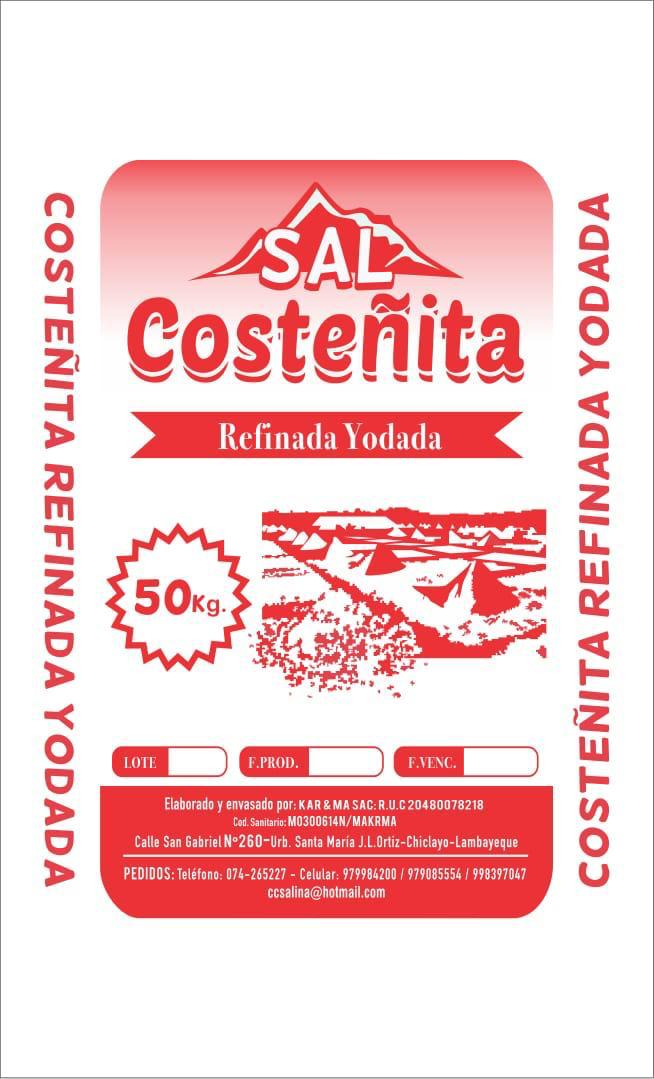 SAL
Costeñita
Refinada Yodada
COSTEÑITA REFINADA YODADA
COSTEÑITA REFINADA YODADA
50Kg.
LOTE
F.PROD.
F.VENC.
Elaborado y envasado por: KAR & MA SAC: R.U.C 20480078218
Cod. Sanitario: M0300614N/MAKRMA
Calle San Gabriel Nº260-Urb. Santa María J.L.Ortiz-Chiclayo-Lambayeque
PEDIDOS: Teléfono: 074-265227 - Celular: 979984200 / 979085554 / 998397047
ccsalina@hotmail.com